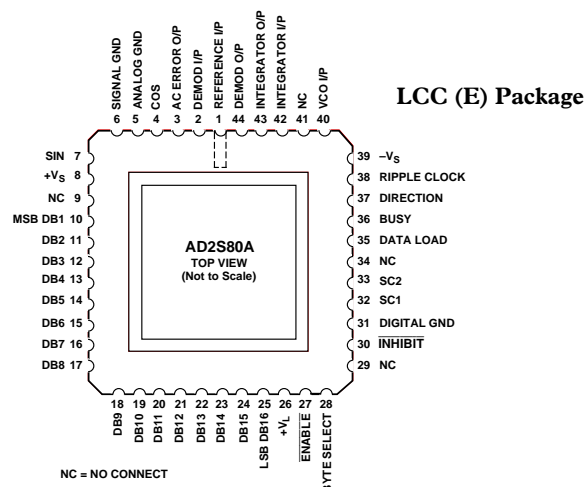 LCC (E) Package
SIGNAL GND
ANALOG GND
COS
AC ERROR O/P
DEMOD I/P
REFERENCE I/P
DEMOD O/P
INTEGRATOR O/P
INTEGRATOR I/P
NC
VCO I/P
6 5 4 3 2 1 44 43 42 41 40
SIN 7
+VS 8
NC 9
MSB DB1 10
DB2 11
DB3 12
DB4 13
DB5 14
DB6 15
DB7 16
DB8 17
AD2S80A
TOP VIEW
(Not to Scale)
39 –VS
38 RIPPLE CLOCK
37 DIRECTION
36 BUSY
35 DATA LOAD
34 NC
33 SC2
32 SC1
31 DIGITAL GND
30 INHIBIT
29 NC
18 19 20 21 22 23 24 25 26 27 28
DB9
DB10
DB11
DB12
DB13
DB14
DB15
LSB DB16
+VL
ENABLE
BYTE SELECT
NC = NO CONNECT